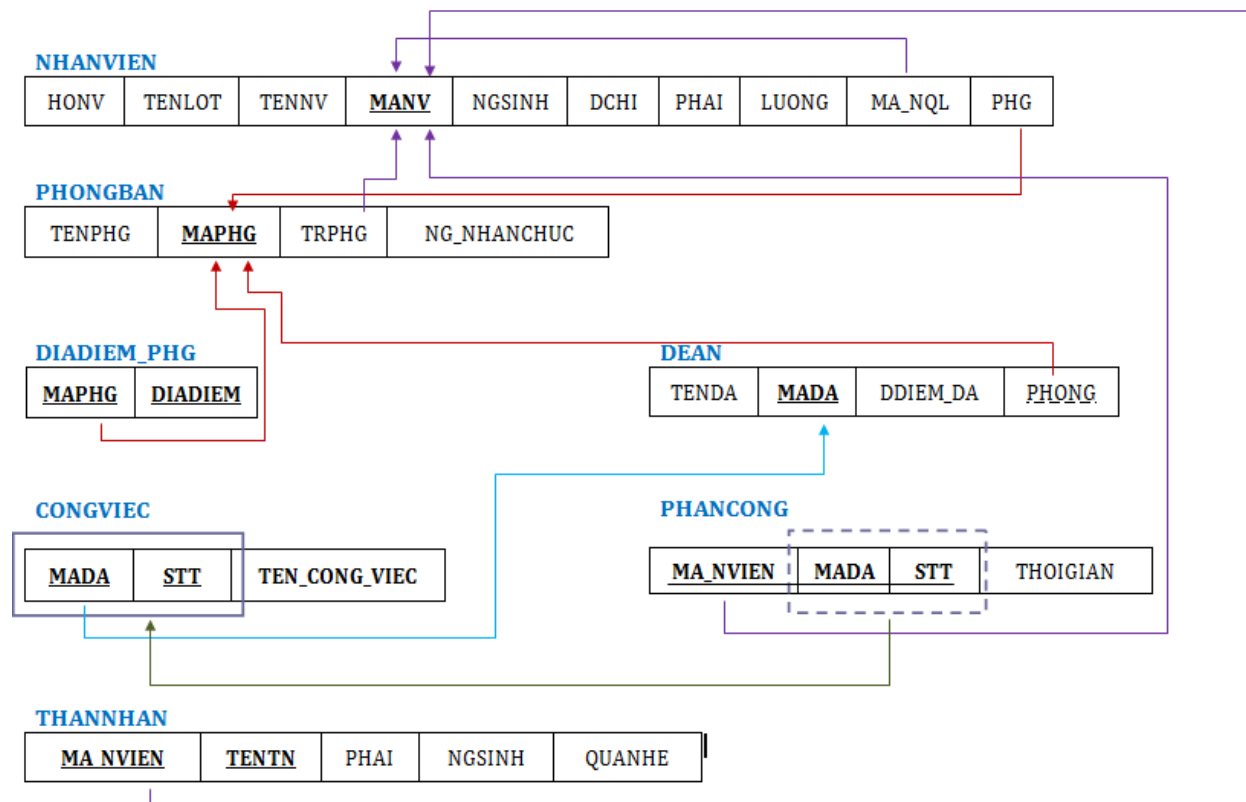 NHANVIEN
HONV TENLOT TENNV MANV NGSINH DCHI PHAI LUONG MA_NQL PHG
PHONGBAN
TENPHG MAPHG TRPHG NG_NHANCHUC
DIADIEM_PHG
MAPHG DIADIEM
DEAN
TENDA MADA DDIEM_DA PHONG
CONGVIEC
MADA STT TEN_CONG_VIEC
PHANCONG
MA_NVIEN MADA STT THOIGIAN
THANNHAN
MA_NVIEN TENTN PHAI NGSINH QUANHE